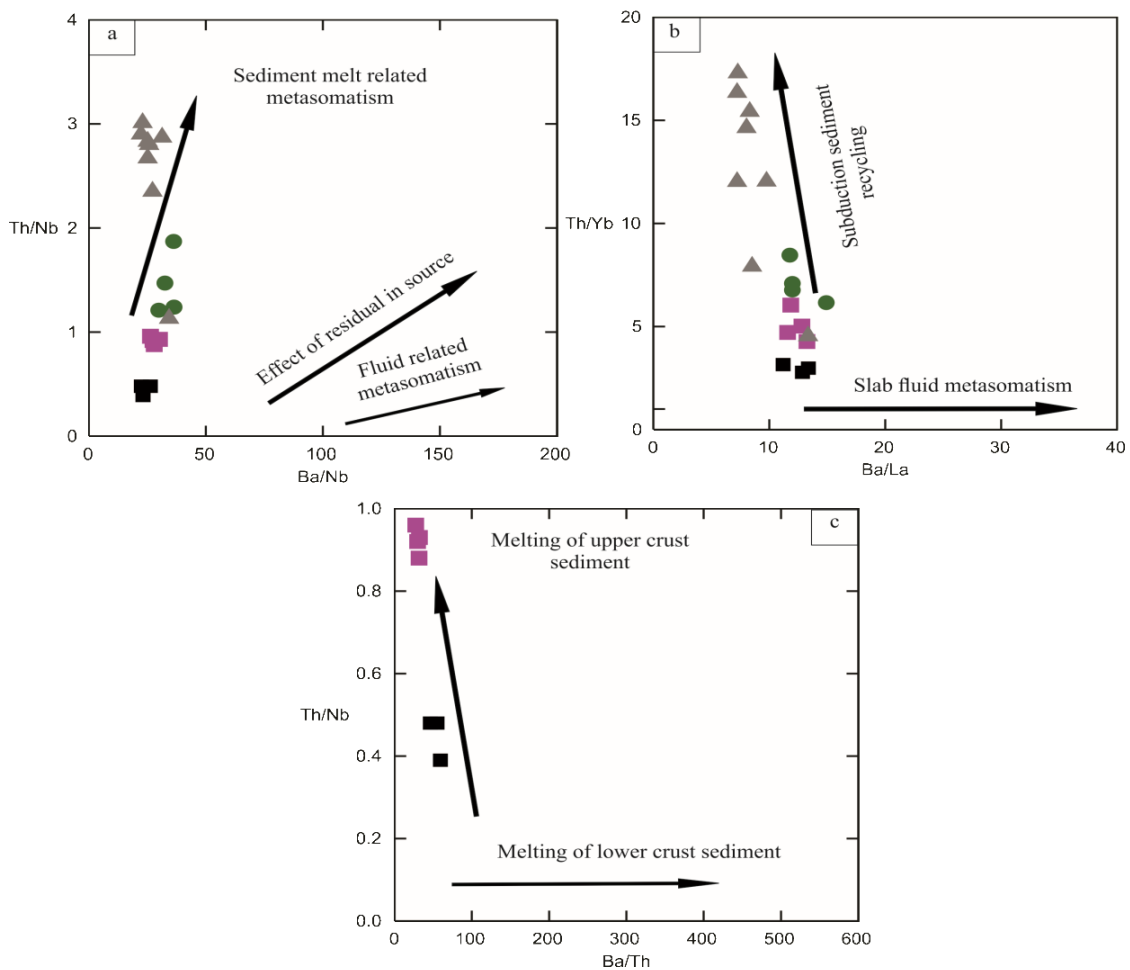 a
4
3
Th/Nb
2
1
0
0
50
100
150
200
Ba/Nb
Sediment melt related
metasomatism
Effect of residual in source
Fluid related
metasomatism
b
20
15
Th/Yb
10
5
0
0
10
20
30
40
Ba/La
Subduction sediment
recycling
Slab fluid metasomatism
c
1.0
0.8
0.6
Th/Nb
0.4
0.2
0.0
0
100
200
300
400
500
600
Ba/Th
Melting of upper crust
sediment
Melting of lower crust sediment